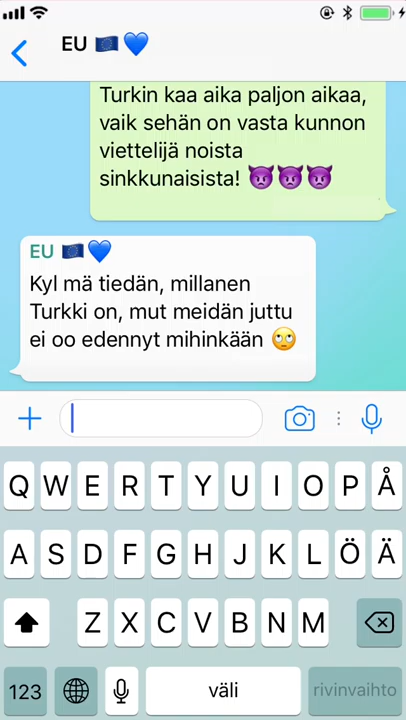 EU 🇪🇺💙
Turkin kaa aika paljon aikaa,
vaik sehän on vasta kunnon
viettelijä noista
sinkkunaisista! 😈😈😈
EU 🇪🇺💙
Kyl mä tiedän, millanen
Turkki on, mut meidän juttu
ei oo edennyt mihinkään 🙄
Q W E R T Y U I O P Å
A S D F G H J K L Ö Ä
Z X C V B N M
123 väli rivinvaihto